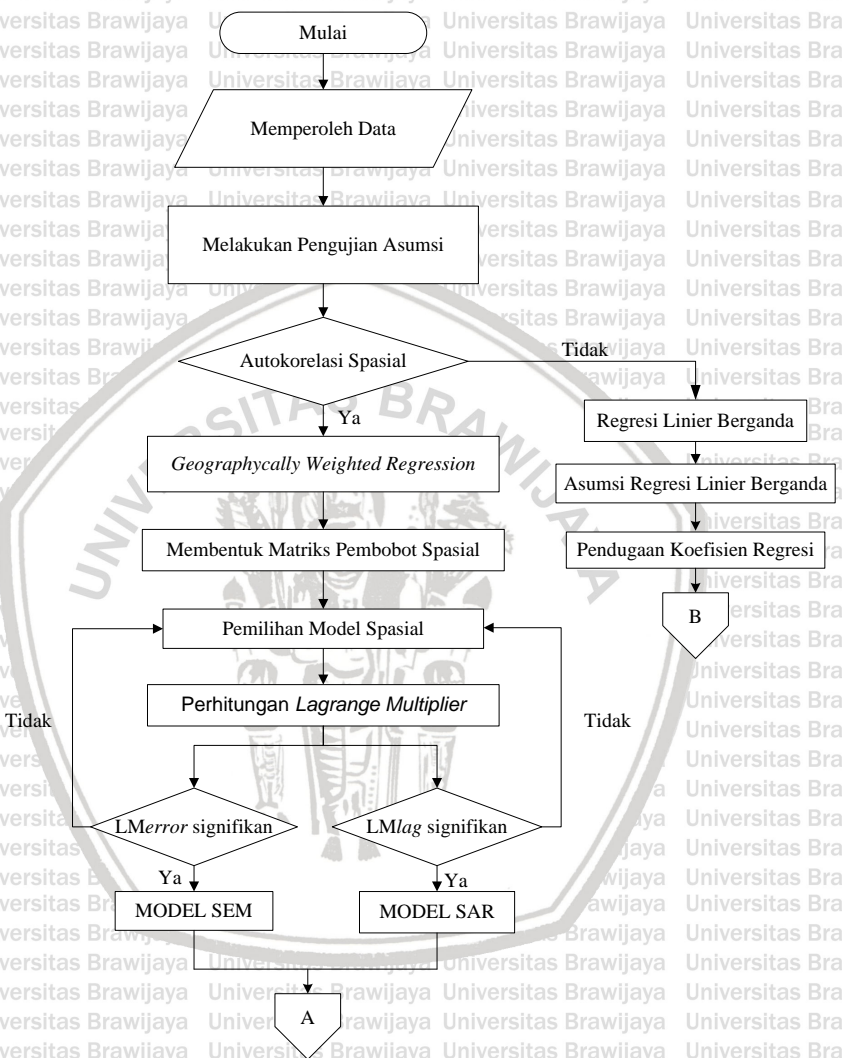 Mulai
Memperoleh Data
Melakukan Pengujian Asumsi
Autokorelasi Spasial
Tidak
Ya
Regresi Linier Berganda
Geographycally Weighted Regression
Asumsi Regresi Linier Berganda
Membentuk Matriks Pembobot Spasial
Pendugaan Koefisien Regresi
B
Pemilihan Model Spasial
Perhitungan Lagrange Multiplier
Tidak
Tidak
LMerror signifikan
LMlag signifikan
Ya
Ya
MODEL SEM
MODEL SAR
A
UNIVERSITAS BRAWIJAYA